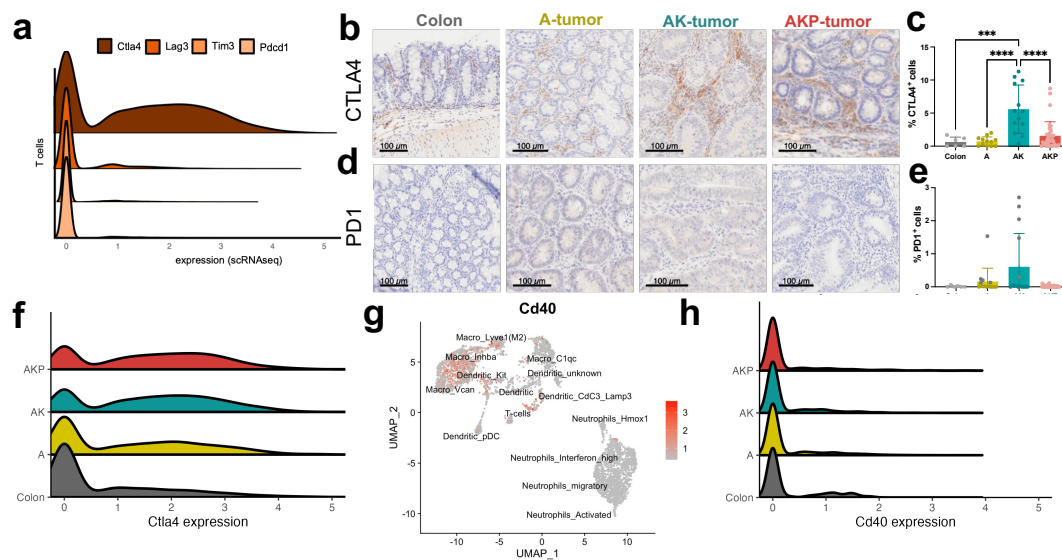 a
Ctla4 Lag3 Tim3 Pdcd1
T cells
0 1 2 3 4 5
expression (scRNAseq)
b
Colon A-tumor AK-tumor AKP-tumor
CTLA4
100 µm 100 µm 100 µm 100 µm
c
*** **** ****
% CTLA4+ cells
15
10
5
0
Colon A AK AKP
d
PD1
100 µm 100 µm 100 µm 100 µm
e
% PD1+ cells
3
2
1
0
f
AKP
AK
A
Colon
0 1 2 3 4 5
Ctla4 expression
g
Cd40
Macro_Lyve1(M2)
Macro_Inhba
Macro_C1qc
Dendritic_Kit
Dendritic_unknown
Macro_Vcan
Dendritic
Dendritic_CdC3_Lamp3
T-cells
Neutrophils_Hmox1
Dendritic_pDC
Neutrophils_Interferon_high
Neutrophils_migratory
Neutrophils_Activated
UMAP_2
5
0
-5
-10
-10 -5 0 5 10
UMAP_1
3
2
1
h
AKP
AK
A
Colon
0 1 2 3 4 5
Cd40 expression